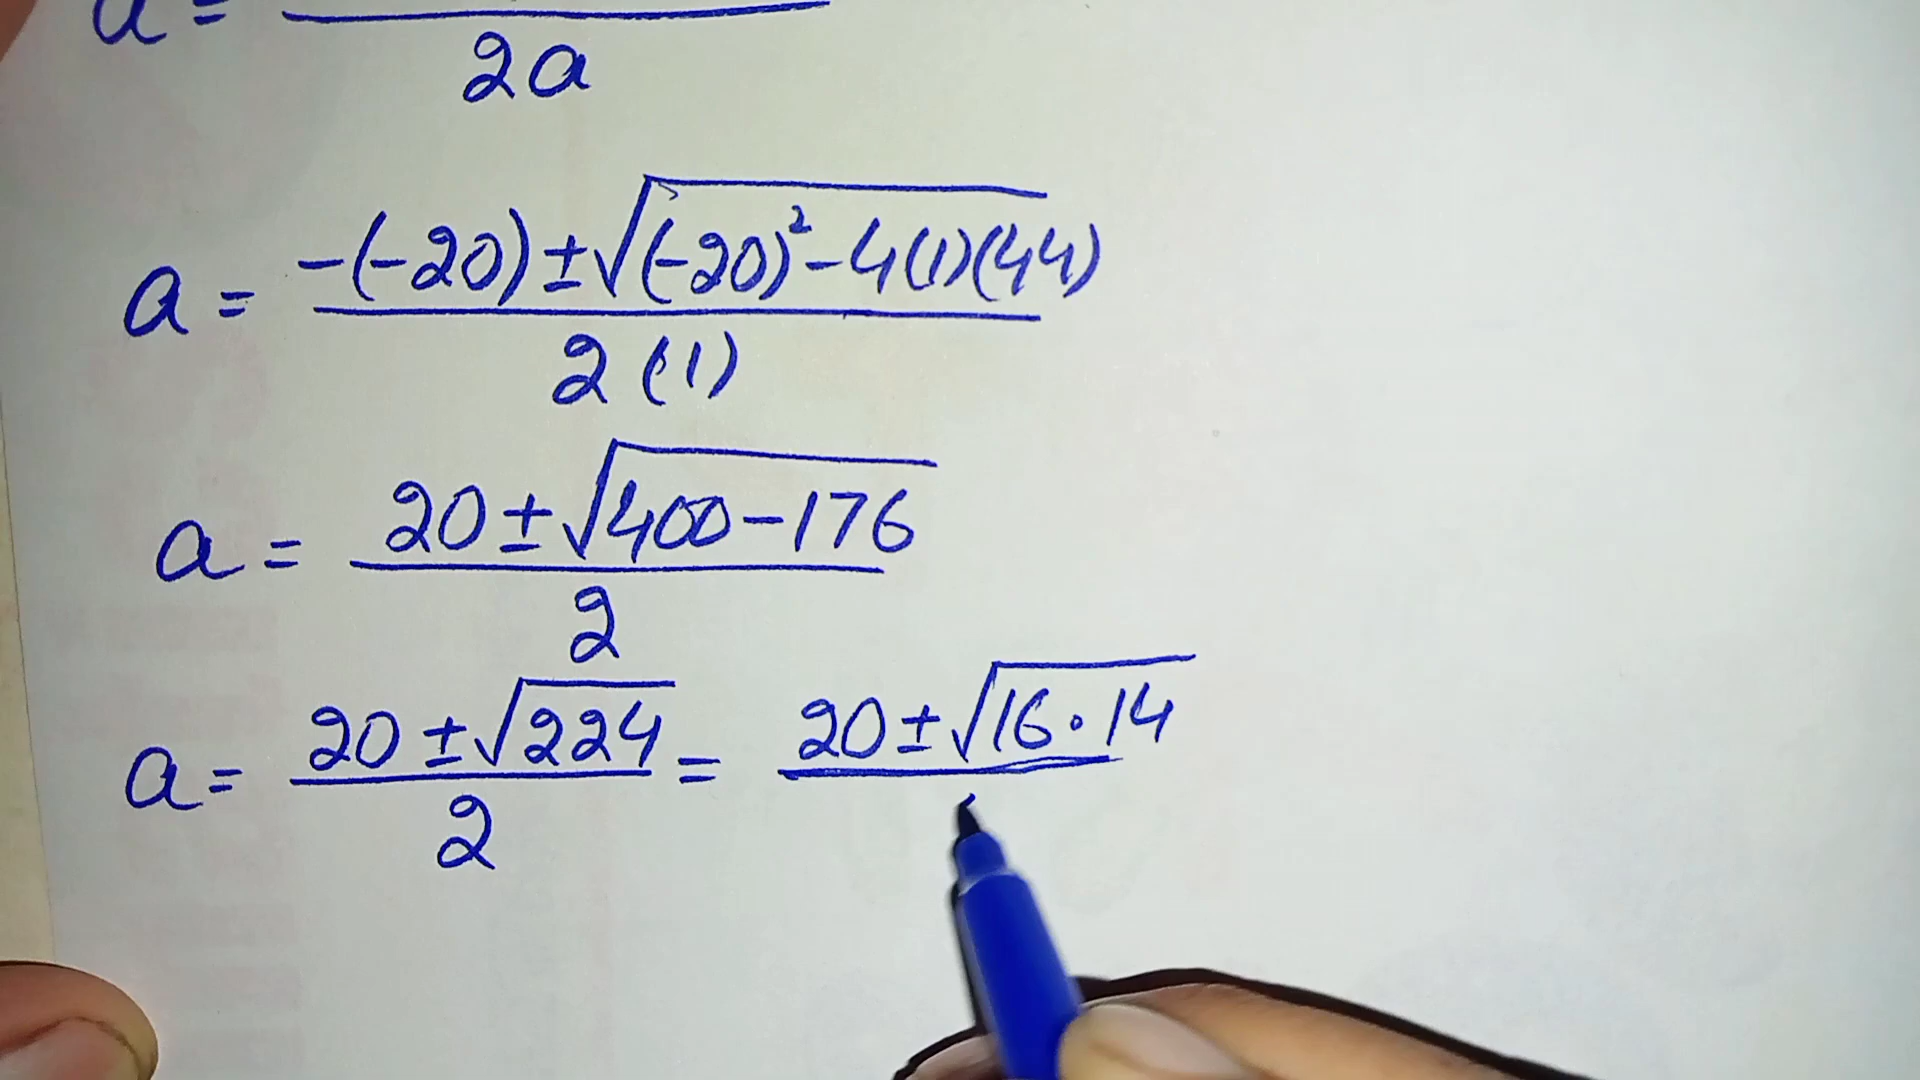 a =
2a
a = -(-20) ± √(-20)² - 4(1)(44)
2 (1)
a = 20 ± √400 - 176
2
a = 20 ± √224 = 20 ± √16 · 14
2